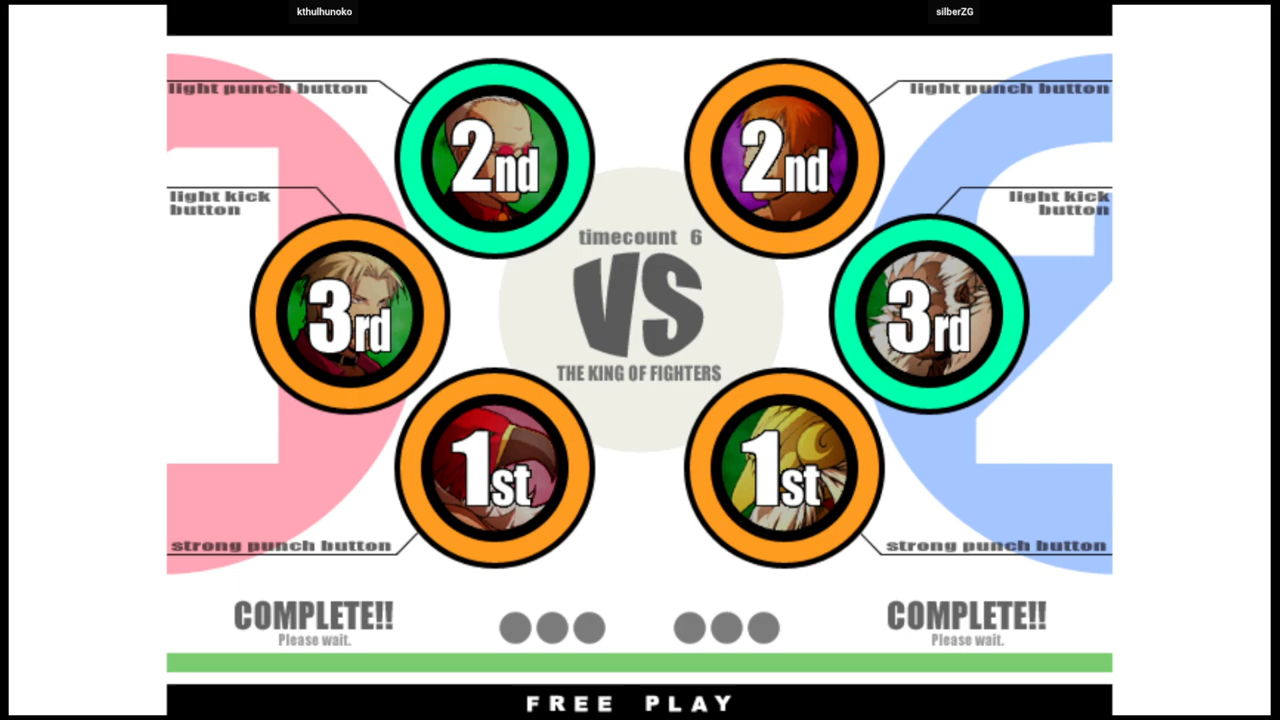 kthulhunoko
silberZG
light punch button
light punch button
2nd
2nd
light kick
button
light kick
button
timecount 6
VS
THE KING OF FIGHTERS
3rd
3rd
1st
1st
strong punch button
strong punch button
COMPLETE!!
Please wait.
COMPLETE!!
Please wait.
FREE PLAY